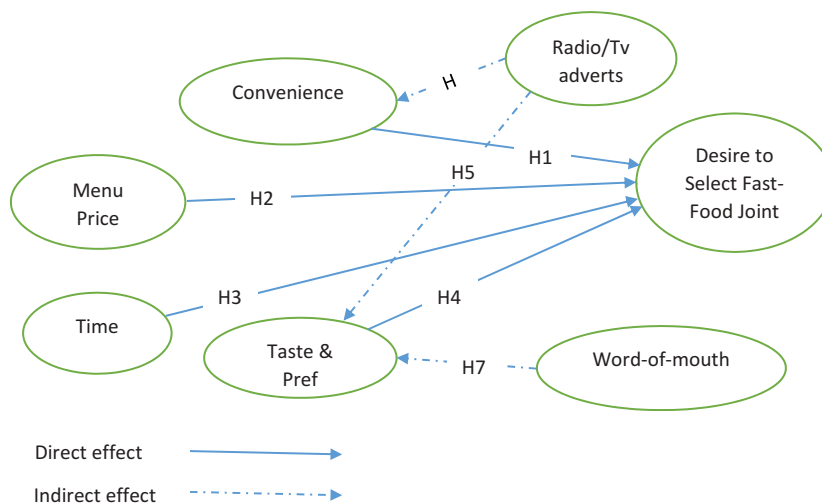 Radio/Tv
adverts
Convenience
H
H1
Desire to
Select Fast-
Food Joint
H5
Menu
Price
H2
H3
H4
Time
Taste &
Pref
H7
Word-of-mouth
Direct effect
Indirect effect